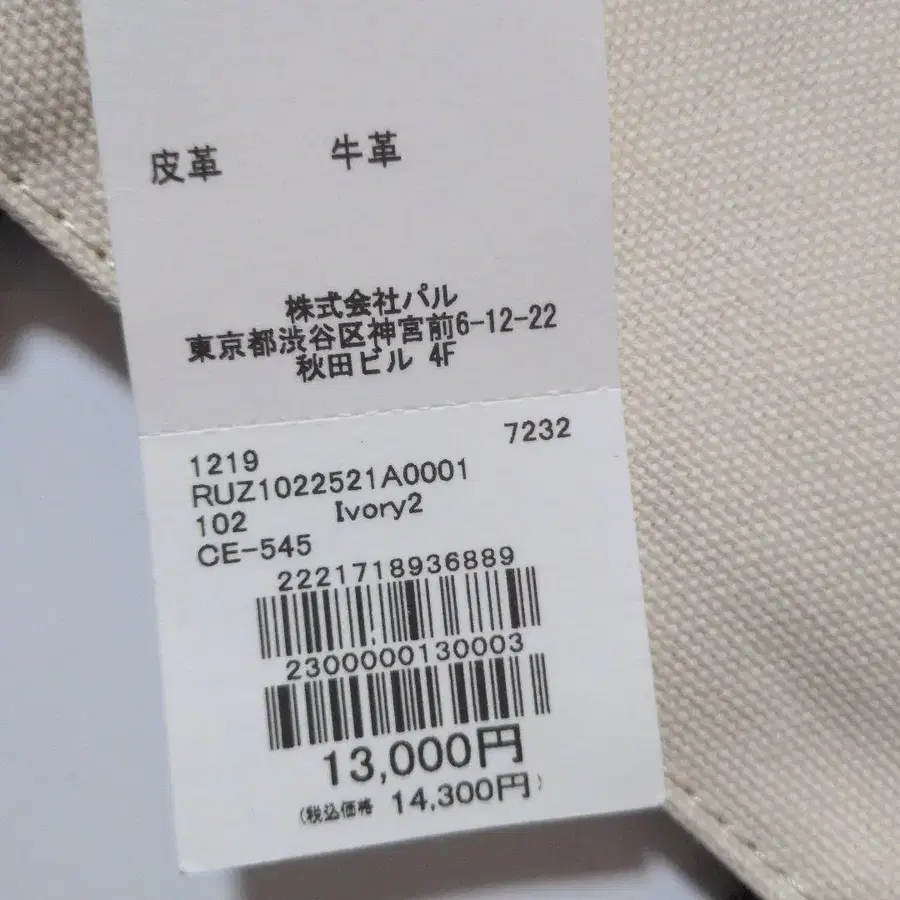 皮革 牛革
株式会社パル
東京都渋谷区神宮前6-12-22
秋田ビル 4F
1219 7232
RUZ1022521A0001
102 Ivory2
CE-545
2221718936889
2300000130003
13,000円
(税込価格 14,300円)